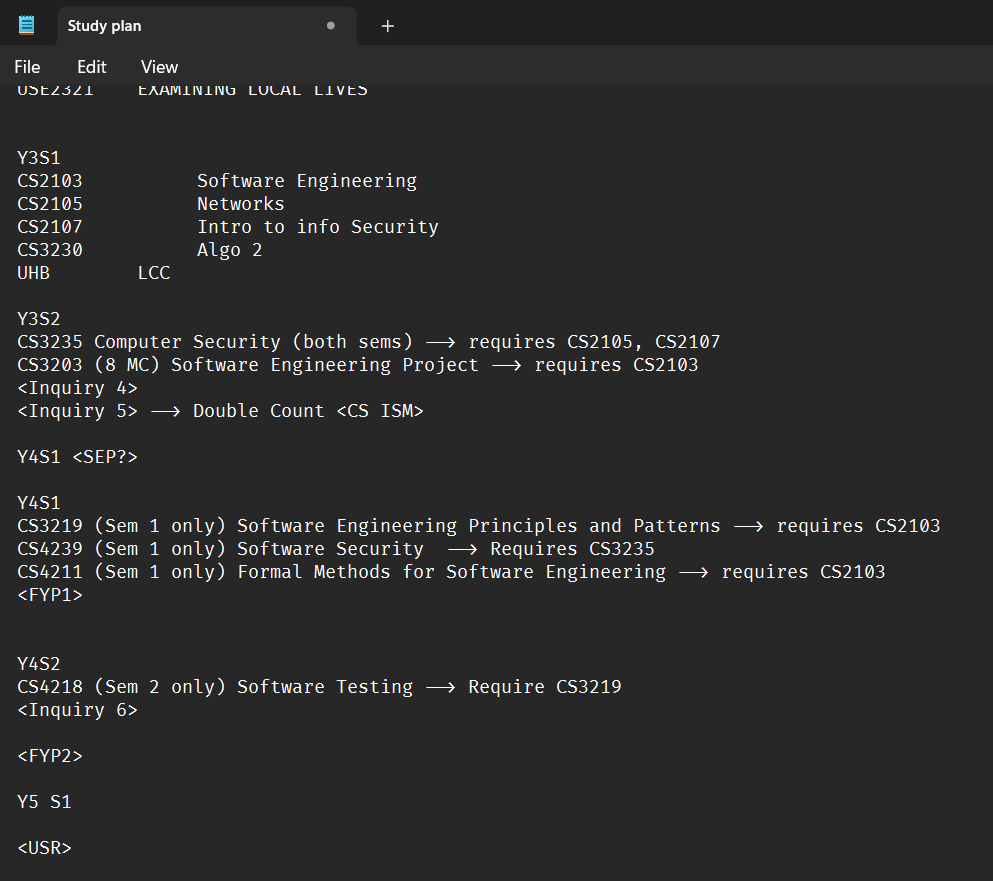 Study plan
File Edit View
USE2321 EXAMINING LOCAL LIVES
Y3S1
CS2103 Software Engineering
CS2105 Networks
CS2107 Intro to info Security
CS3230 Algo 2
UHB LCC
Y3S2
CS3235 Computer Security (both sems) —> requires CS2105, CS2107
CS3203 (8 MC) Software Engineering Project —> requires CS2103
<Inquiry 4>
<Inquiry 5> —> Double Count <CS ISM>
Y4S1 <SEP?>
Y4S1
CS3219 (Sem 1 only) Software Engineering Principles and Patterns —> requires CS2103
CS4239 (Sem 1 only) Software Security —> Requires CS3235
CS4211 (Sem 1 only) Formal Methods for Software Engineering —> requires CS2103
<FYP1>
Y4S2
CS4218 (Sem 2 only) Software Testing —> Require CS3219
<Inquiry 6>
<FYP2>
Y5 S1
<USR>